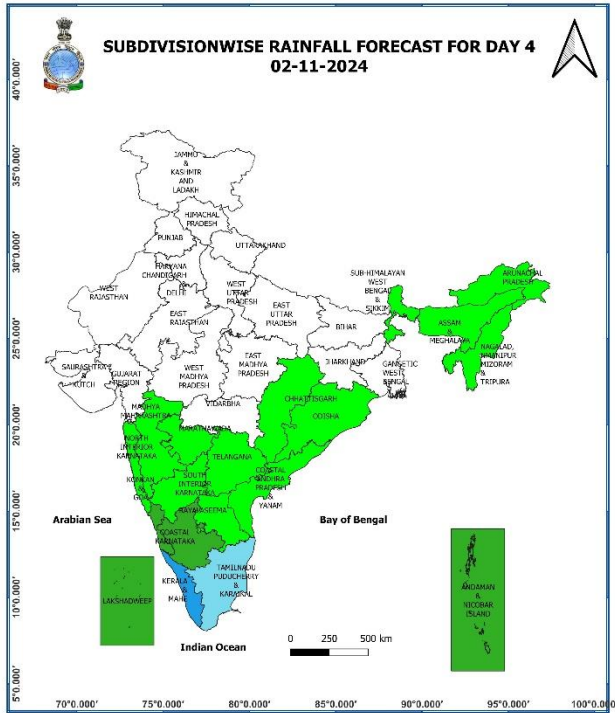 SUBDIVISIONWISE RAINFALL FORECAST FOR DAY 4
02-11-2024
40°0.000'
35°0.000'
30°0.000'
25°0.000'
20°0.000'
15°0.000'
10°0.000'
5°0.000'
JAMMO
&
KASHMIR
AND
LADAKH
HIMACHAL
PRADESH
PUNJAB
UTTARAKHAND
HARYANA
CHANDIGARH
&
DELHI
WEST
RAJASTHAN
WEST
UTTAR
PRADESH
EAST
RAJASTHAN
EAST
UTTAR
PRADESH
SUB-HIMALAYAN
WEST
BENGAL
&
SIKKIM
ARUNACHAL
PRADESH
BIHAR
ASSAM
&
MEGHALAYA
NAGALAD,
MANIPUR
MIZORAM
&
TRIPURA
SAURASHTRA
&
KUTCH
GUJARAT
REGION
WEST
MADHYA
PRADESH
EAST
MADHYA
PRADESH
JHARKHAND
GANGETIC
WEST
BENGAL
VIDARBHA
CHHATTISGARH
ODISHA
MADHYA
MAHARASHTRA
MARATHAWADA
NORTH
INTERIOR
KARNATAKA
TELANGANA
KONKAN
&
GOA
SOUTH
INTERIOR
KARNATAKA
COASTAL
ANDHRA
PRADESH
&
YANAM
RAYALASEEMA
Arabian Sea
Bay of Bengal
COASTAL
KARNATAKA
LAKSHADWEEP
KERALA
&
MAHE
TAMILNADU
PUDUCHERRY
&
KARAIKAL
ANDAMAN
&
NICOBAR
ISLAND
Indian Ocean
0 250 500 km
70°0.000' 75°0.000' 80°0.000' 85°0.000' 90°0.000' 95°0.000' 100°0.000'